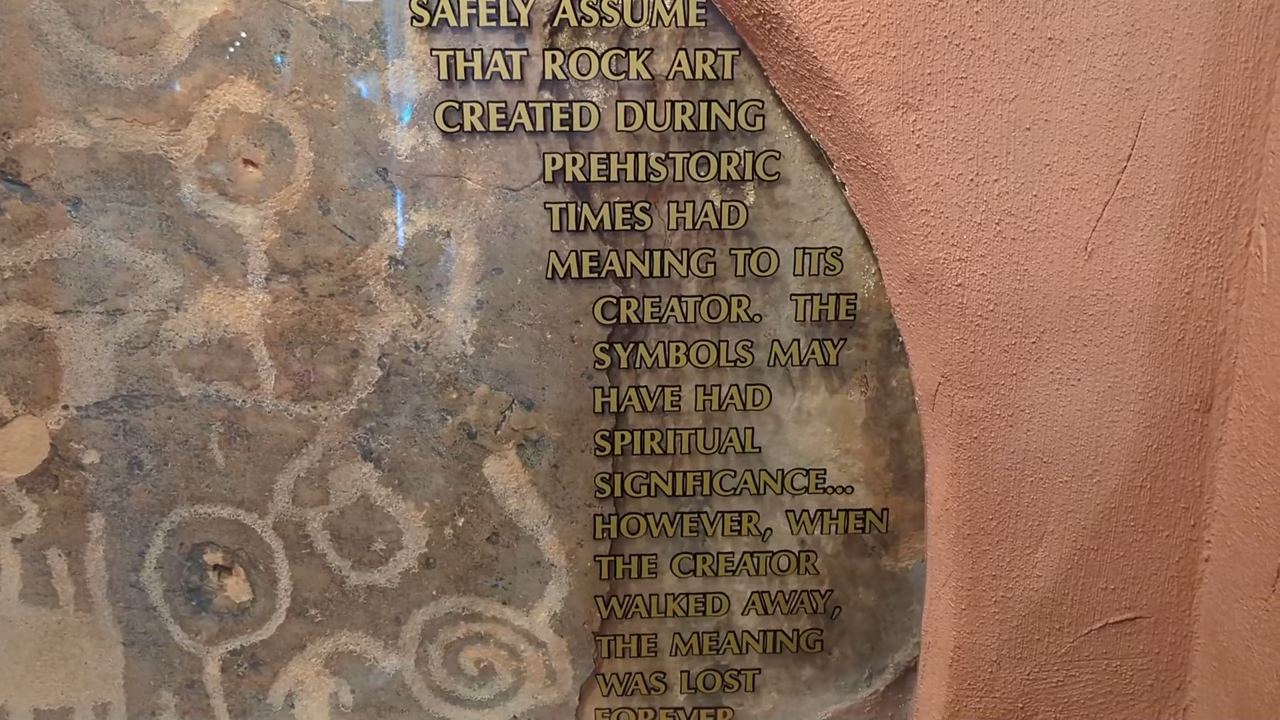 SAFELY ASSUME
THAT ROCK ART
CREATED DURING
PREHISTORIC
TIMES HAD
MEANING TO ITS
CREATOR. THE
SYMBOLS MAY
HAVE HAD
SPIRITUAL
SIGNIFICANCE...
HOWEVER, WHEN
THE CREATOR
WALKED AWAY,
THE MEANING
WAS LOST
FOREVER